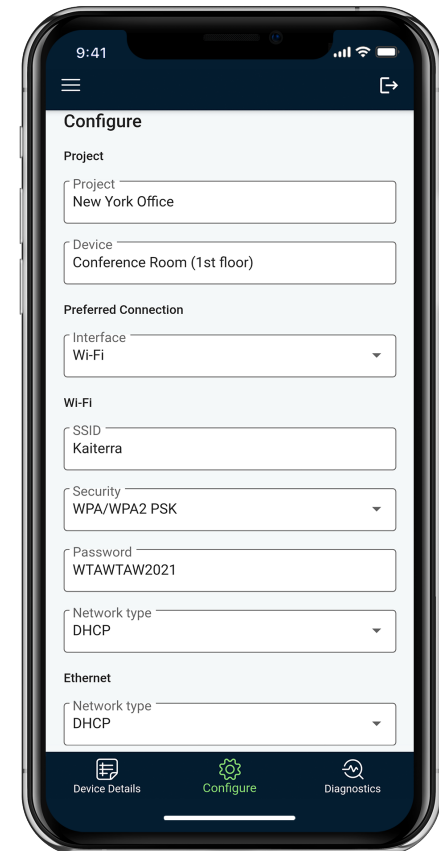 9:41
Configure
Project
Project
New York Office
Device
Conference Room (1st floor)
Preferred Connection
Interface
Wi-Fi
Wi-Fi
SSID
Kaiterra
Security
WPA/WPA2 PSK
Password
WTAWTAW2021
Network type
DHCP
Ethernet
Network type
DHCP
Device Details
Configure
Diagnostics